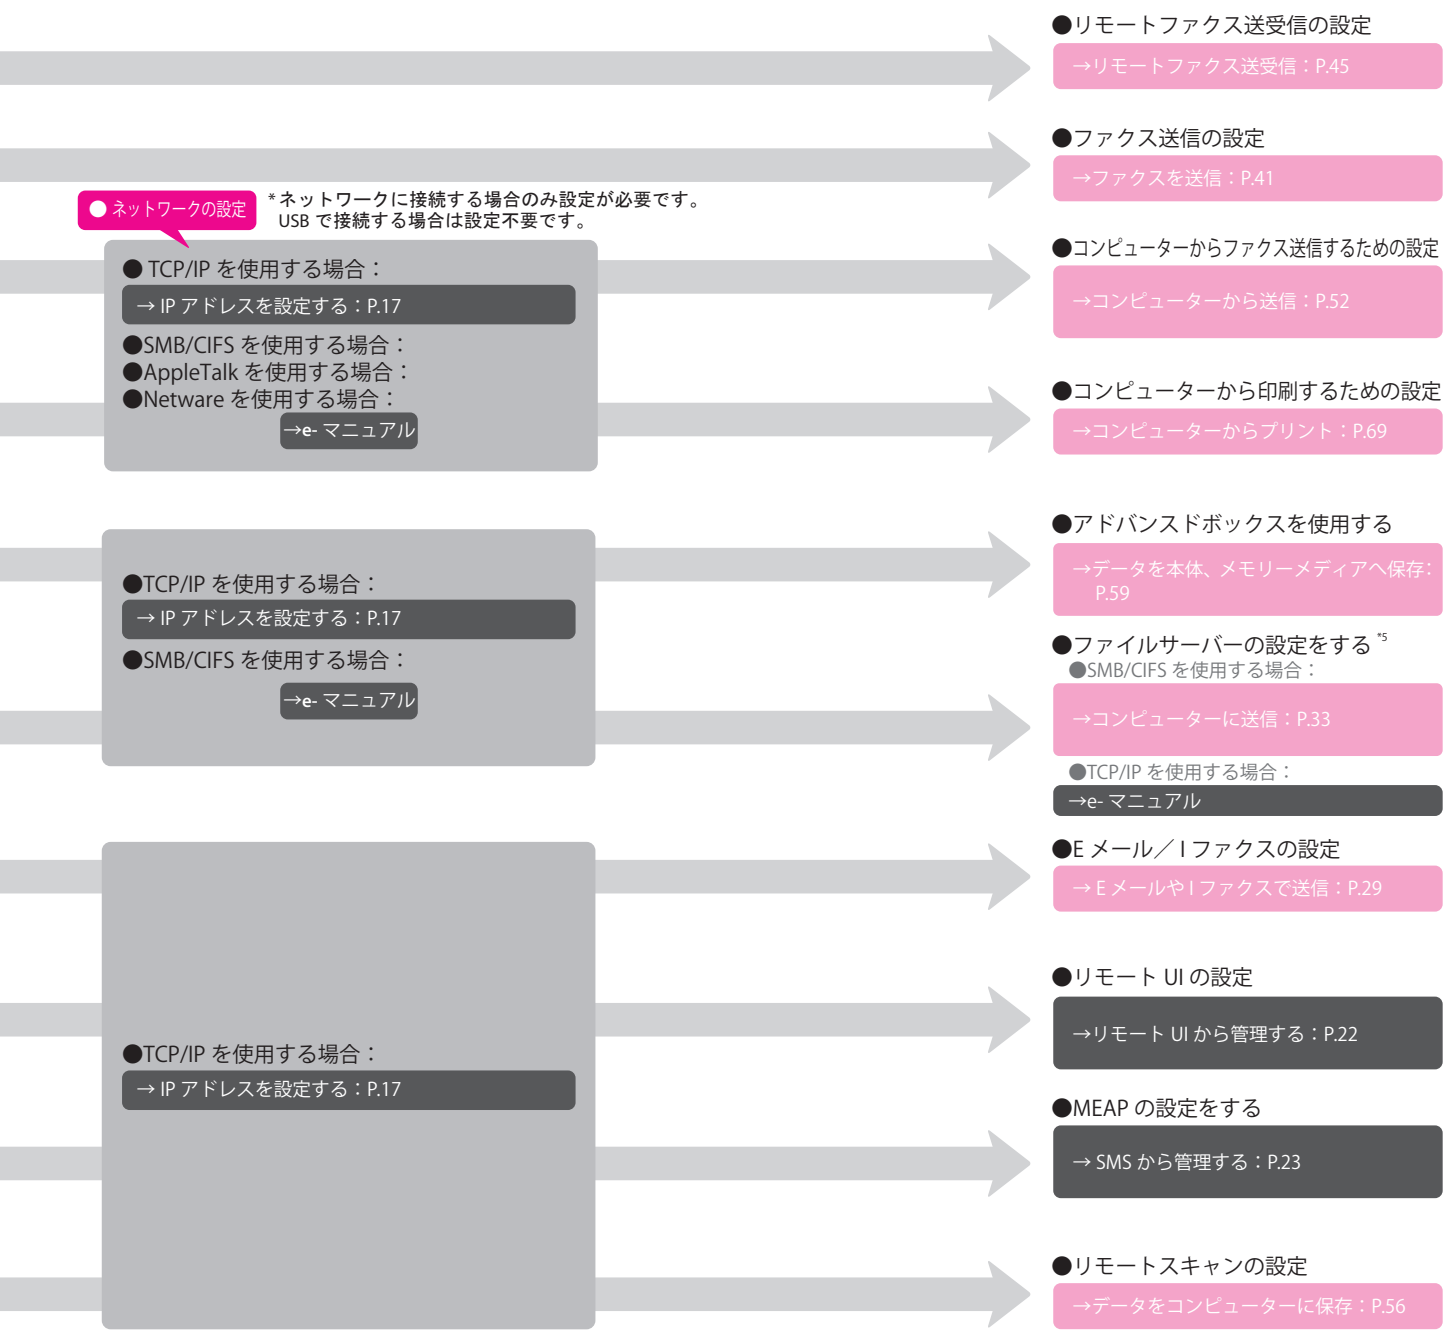 ●リモートファクス送受信の設定
→リモートファクス送受信：P.45
●ファクス送信の設定
→ファクスを送信：P.41
●ネットワークの設定
*ネットワークに接続する場合のみ設定が必要です。
USB で接続する場合は設定不要です。
● TCP/IP を使用する場合：
→ IP アドレスを設定する：P.17
●SMB/CIFS を使用する場合：
●AppleTalk を使用する場合：
●Netware を使用する場合：
→e- マニュアル
●コンピューターからファクス送信するための設定
→コンピューターから送信：P.52
●コンピューターから印刷するための設定
→コンピューターからプリント：P.69
●TCP/IP を使用する場合：
→ IP アドレスを設定する：P.17
●SMB/CIFS を使用する場合：
→e- マニュアル
●アドバンスドボックスを使用する
→データを本体、メモリーメディアへ保存：
P.59
●ファイルサーバーの設定をする *5
●SMB/CIFS を使用する場合：
→コンピューターに送信：P.33
●TCP/IP を使用する場合：
→e- マニュアル
●TCP/IP を使用する場合：
→ IP アドレスを設定する：P.17
●E メール／I ファクスの設定
→ E メールや I ファクスで送信：P.29
●リモート UI の設定
→リモート UI から管理する：P.22
●MEAP の設定をする
→ SMS から管理する：P.23
●リモートスキャンの設定
→データをコンピューターに保存：P.56